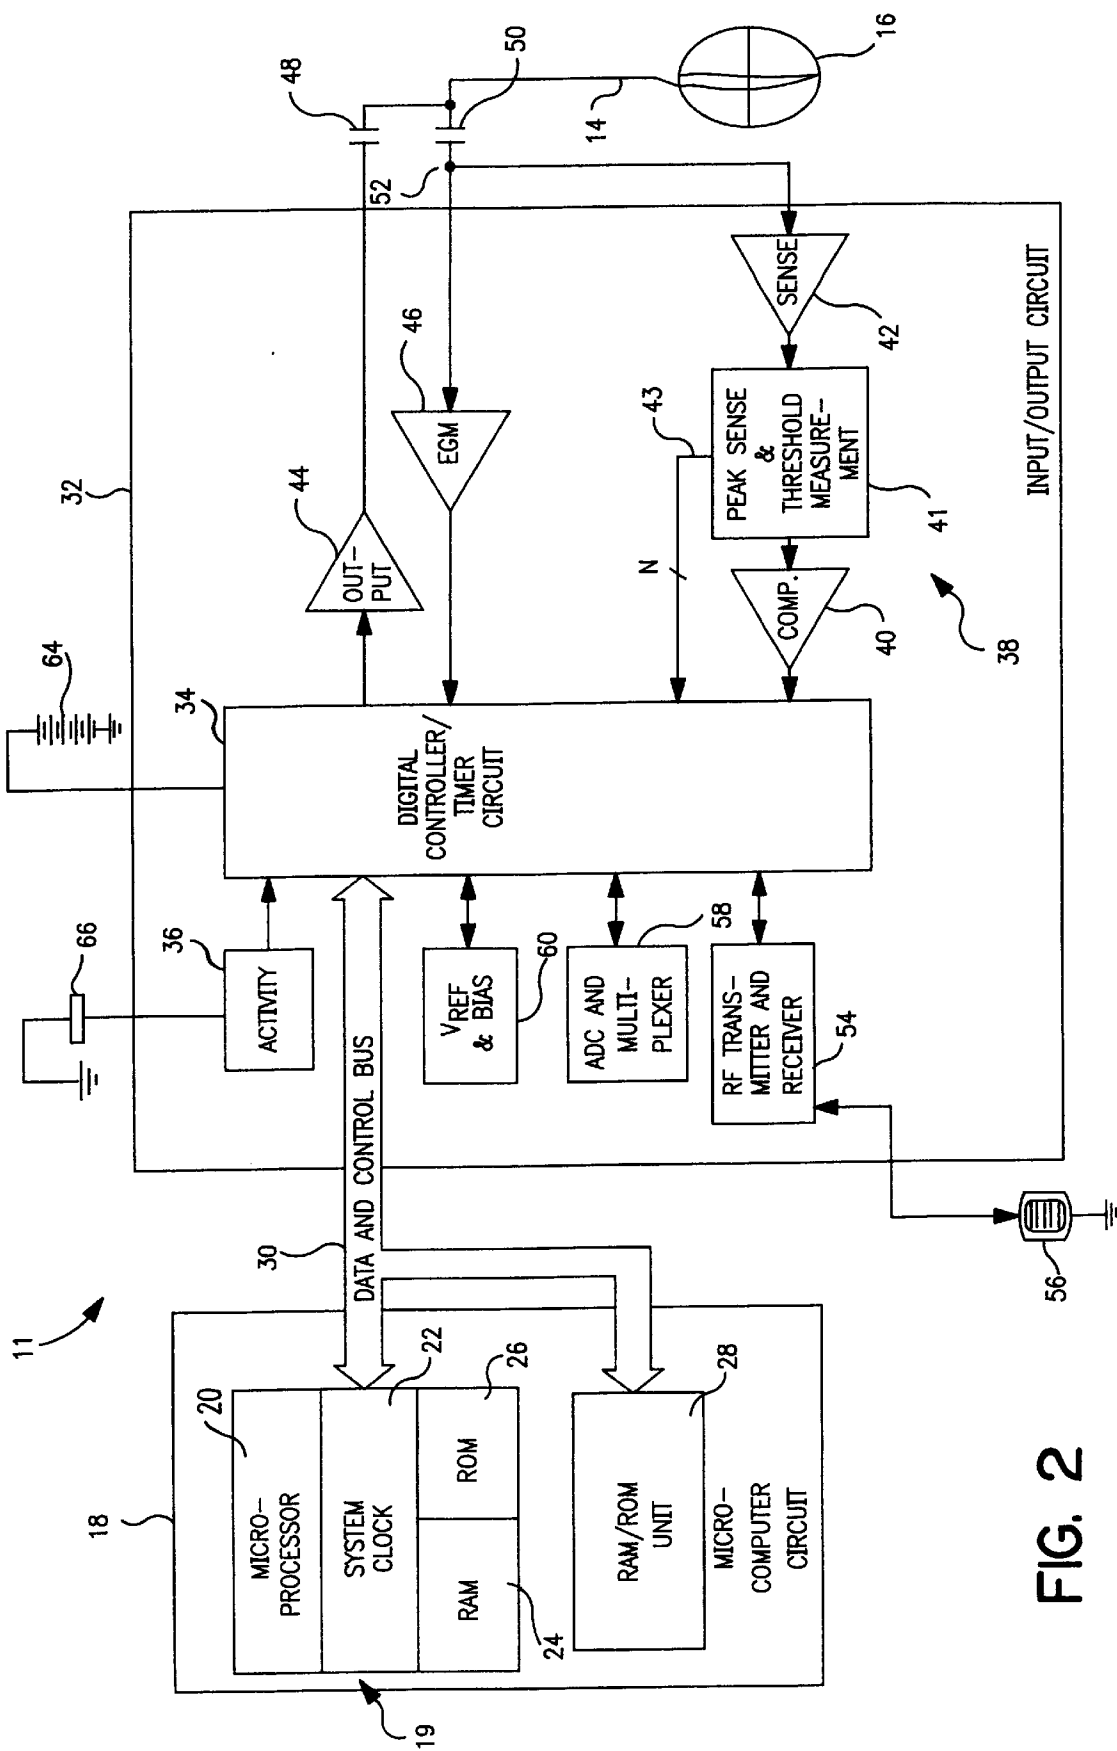 11
18
19
20
MICRO-
PROCESSOR
22
SYSTEM
CLOCK
RAM
24
ROM
26
RAM/ROM
UNIT
28
MICRO-
COMPUTER
CIRCUIT
30
DATA AND CONTROL BUS
32
66
36
ACTIVITY
VREF
& BIAS
60
ADC AND
MULTI-
PLEXER
58
RF TRANS-
MITTER AND
RECEIVER
54
56
64
34
DIGITAL
CONTROLLER/
TIMER
CIRCUIT
44
OUT-
PUT
46
EGM
N
43
PEAK SENSE
&
THRESHOLD
MEASURE-
MENT
41
COMP.
40
38
SENSE
42
INPUT/OUTPUT CIRCUIT
48
50
52
14
16
FIG. 2